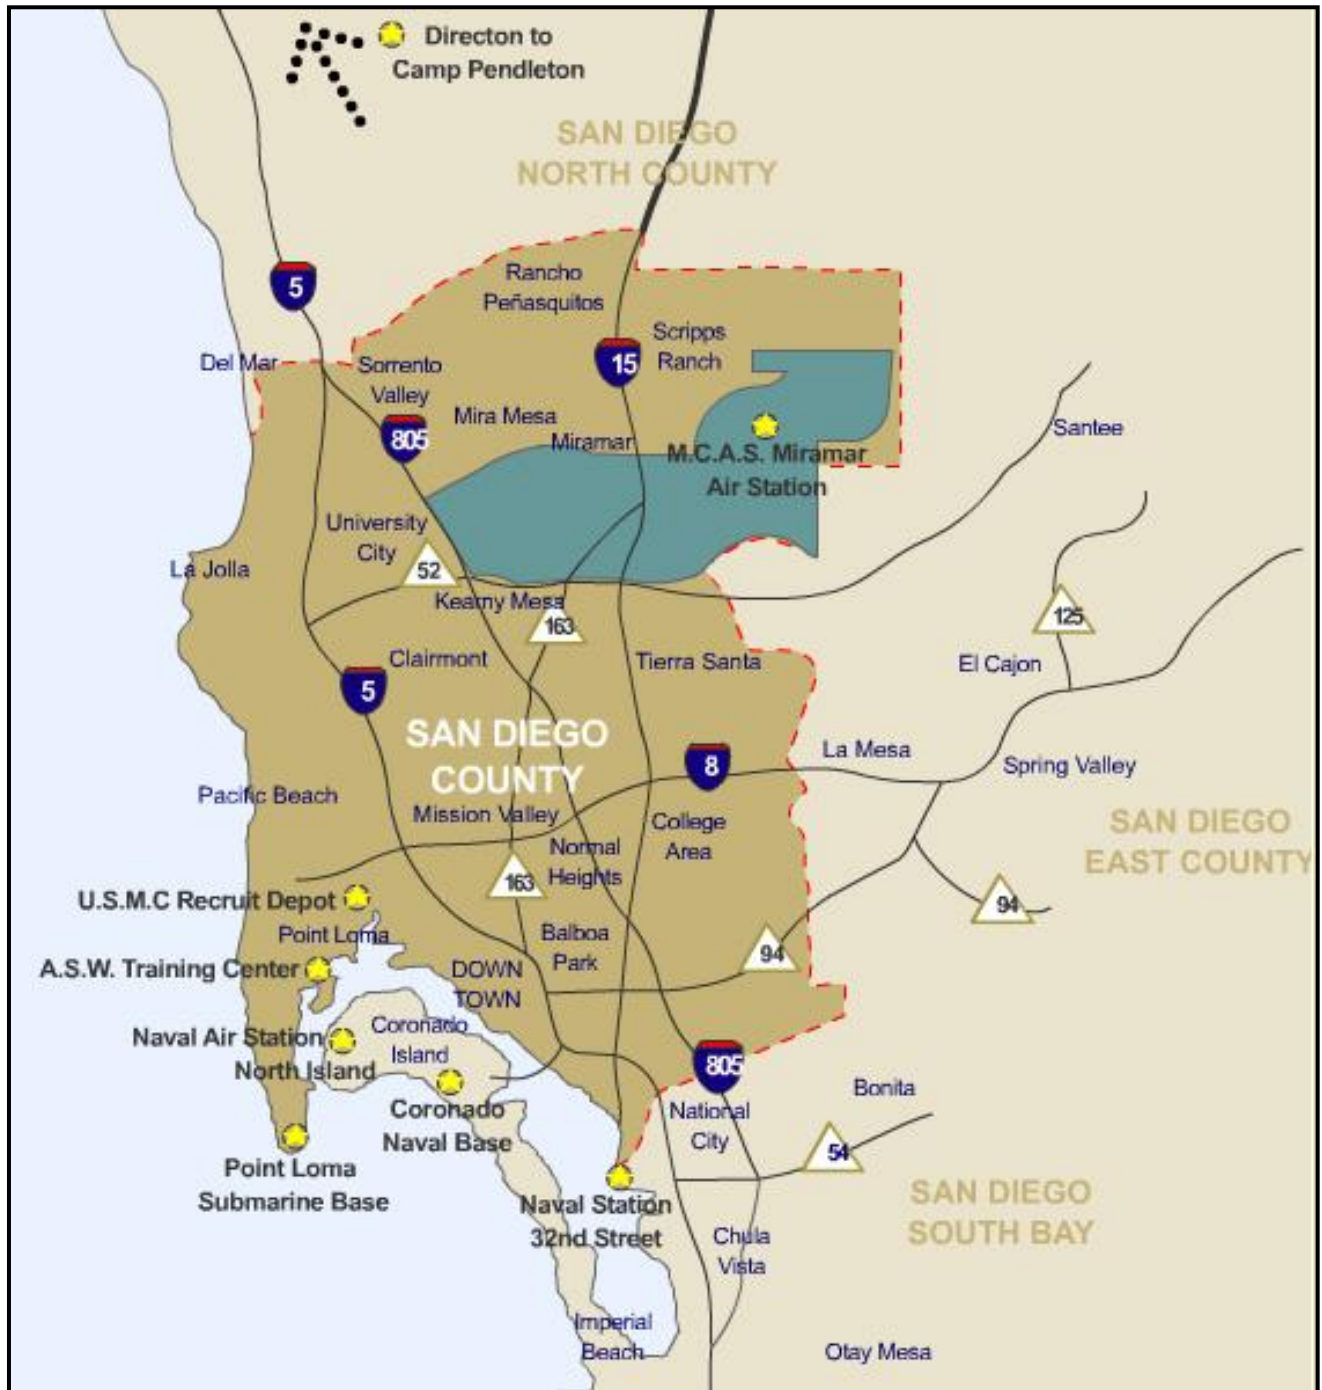 Directon to
Camp Pendleton
SAN DIEGO
NORTH COUNTY
Rancho
Peñasquitos
5
Scripps
Ranch
15
Del Mar
Sorrento
Valley
Mira Mesa
805
Miramar
Santee
M.C.A.S. Miramar
Air Station
University
City
La Jolla
52
Kearny Mesa
163
125
Clairmont
Tierra Santa
El Cajon
5
SAN DIEGO
COUNTY
8
La Mesa
Spring Valley
Pacific Beach
Mission Valley
College
Area
SAN DIEGO
EAST COUNTY
Normal
Heights
163
94
U.S.M.C Recruit Depot
Point Loma
Balboa
Park
94
A.S.W. Training Center
DOWN
TOWN
Naval Air Station
North Island
Coronado
Island
805
Bonita
Coronado
Naval Base
National
City
54
Point Loma
Submarine Base
Naval Station
32nd Street
SAN DIEGO
SOUTH BAY
Chula
Vista
Imperial
Beach
Otay Mesa